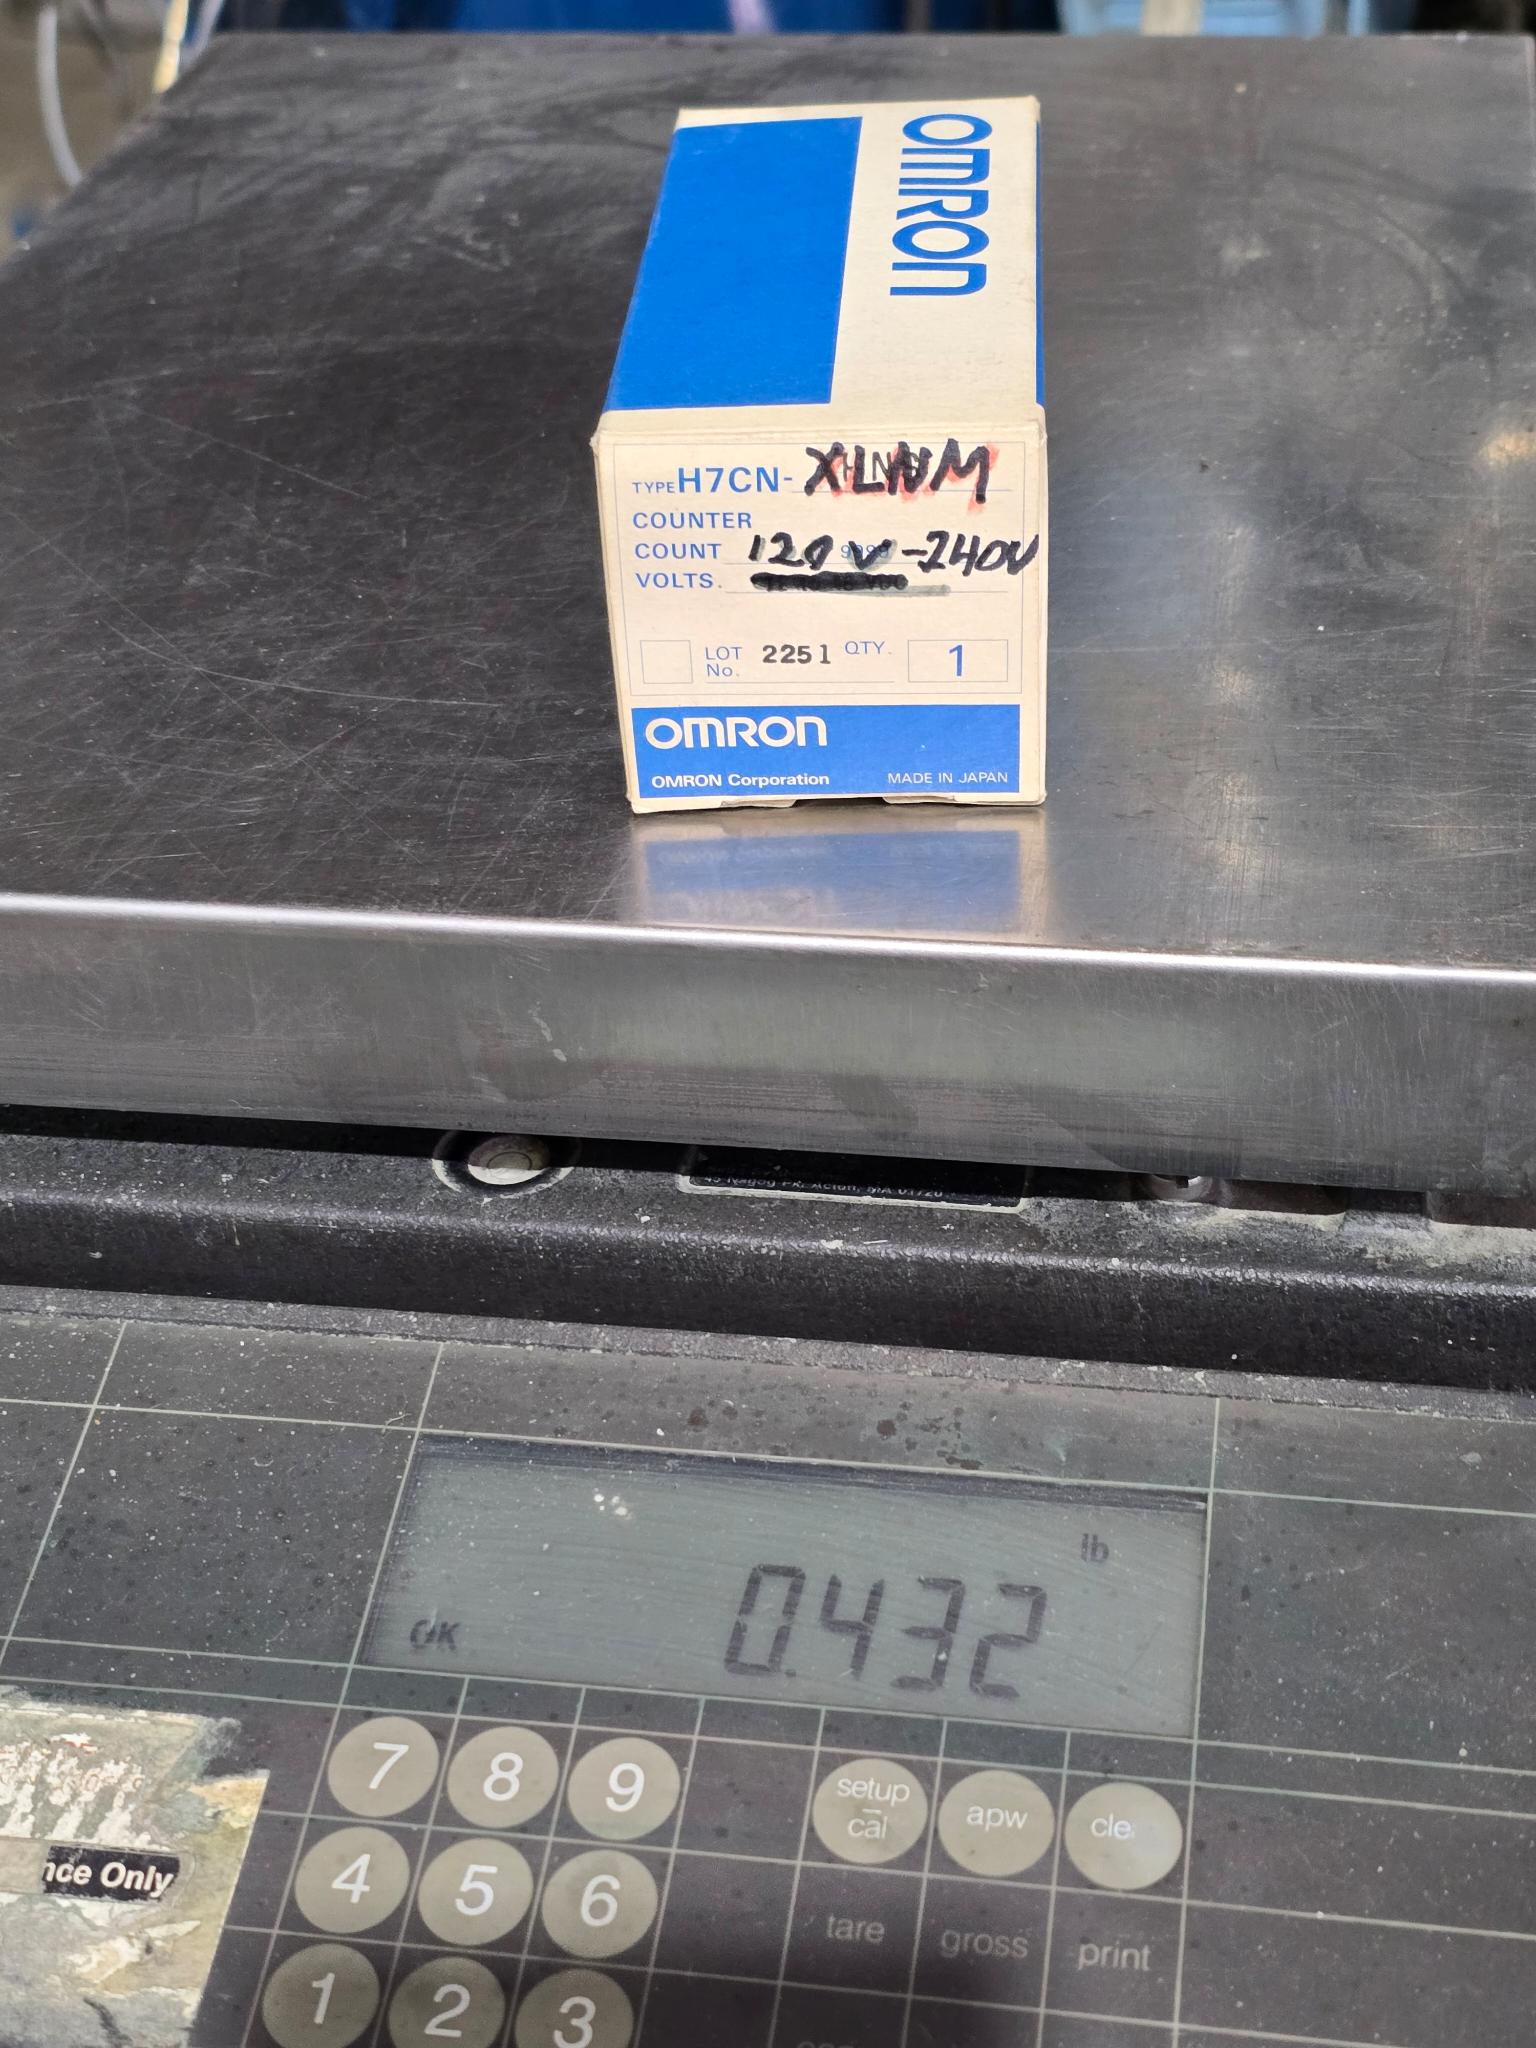 OMRON
TYPE H7CN- XLNM
COUNTER
COUNT 120V-240V
VOLTS.
LOT No. 2251 QTY. 1
OMRON
OMRON Corporation MADE IN JAPAN
lb
OK 0.432
7 8 9 setup cal apw cle
nce Only
4 5 6 tare gross print
1 2 3